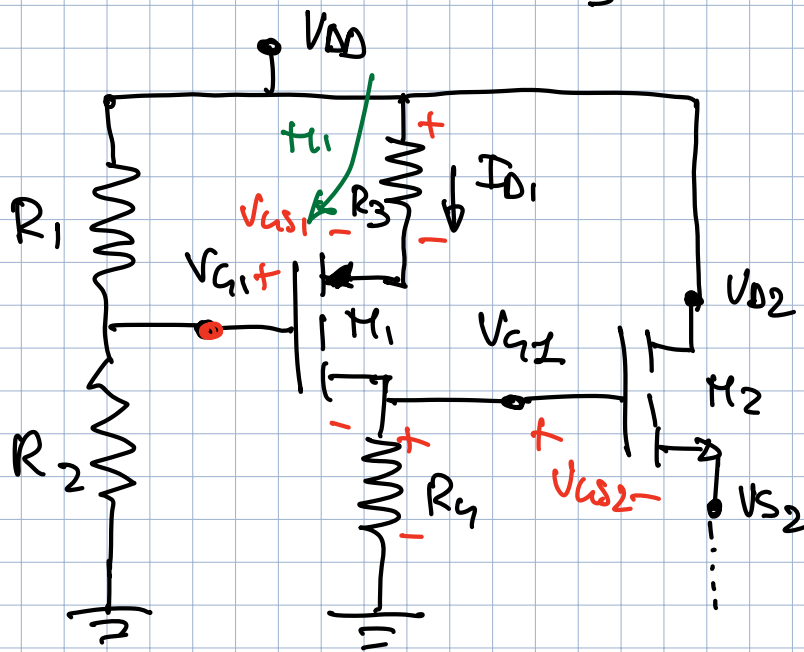 VDD
+
M1
ID1
R1
R3
VGS1
-
-
VG1
+
VD2
M1
VG1
M2
-
+
+
R2
VGS2
-
R4
VS2
-